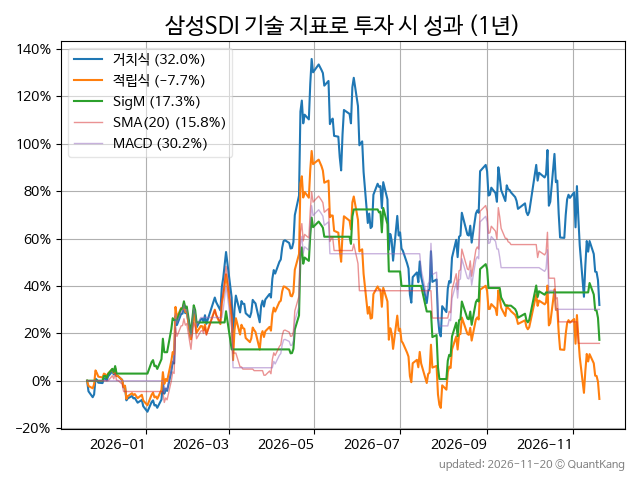 삼성SDI 기술 지표로 투자 시 성과 (1년)
140%
120%
100%
80%
60%
40%
20%
0%
−20%
거치식 (32.0%)
적립식 (−7.7%)
SigM (17.3%)
SMA(20) (15.8%)
MACD (30.2%)
2026-01
2026-03
2026-05
2026-07
2026-09
2026-11
updated: 2026-11-20 © QuantKang